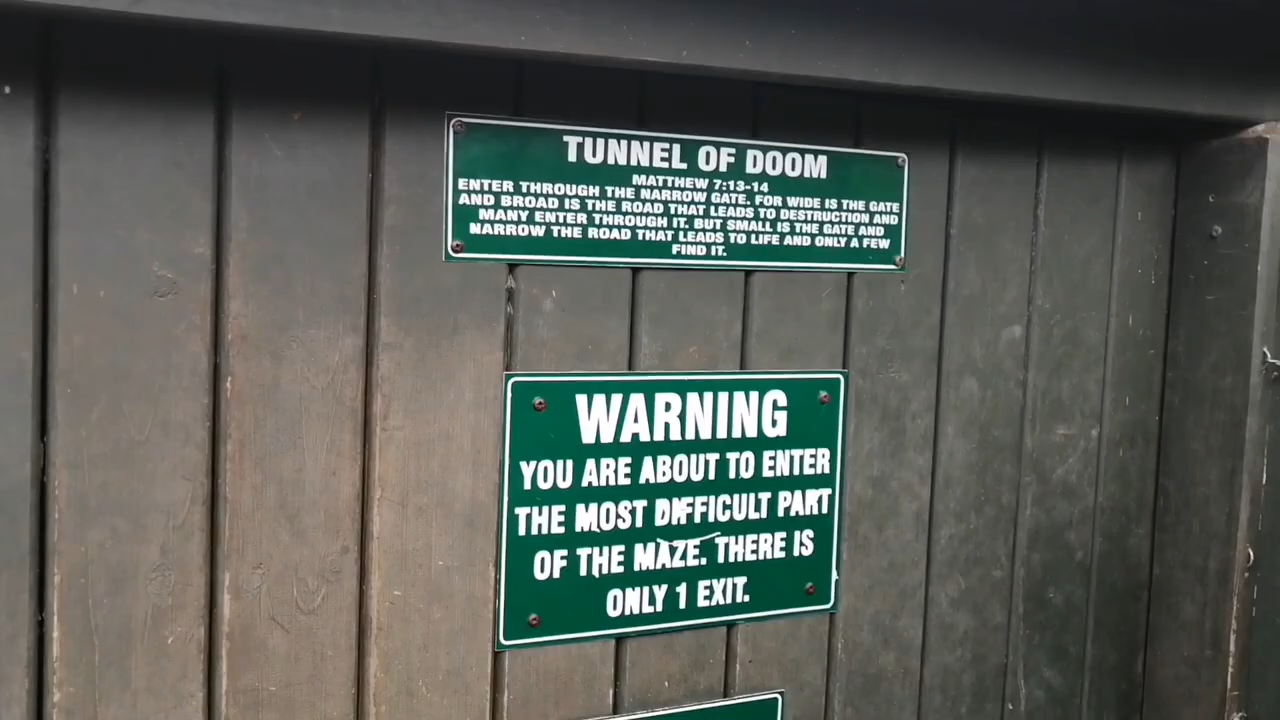 TUNNEL OF DOOM
MATTHEW 7:13-14
ENTER THROUGH THE NARROW GATE. FOR WIDE IS THE GATE
AND BROAD IS THE ROAD THAT LEADS TO DESTRUCTION AND
MANY ENTER THROUGH IT. BUT SMALL IS THE GATE AND
NARROW THE ROAD THAT LEADS TO LIFE AND ONLY A FEW
FIND IT.
WARNING
YOU ARE ABOUT TO ENTER
THE MOST DIFFICULT PART
OF THE MAZE. THERE IS
ONLY 1 EXIT.